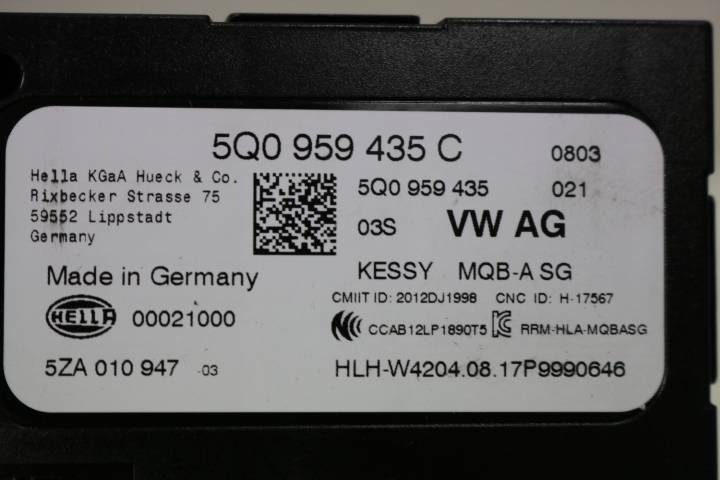 5Q0 959 435 C 0803
Hella KGaA Hueck & Co.
Rixbecker Strasse 75
59552 Lippstadt
Germany
5Q0 959 435 021
03S VW AG
Made in Germany
KESSY MQB-A SG
CMIIT ID: 2012DJ1998 CNC ID: H-17567
HELLA 00021000
CCAB12LP1890T5 RRM-HLA-MQBASG
5ZA 010 947 -03
HLH-W4204.08.17P9990646